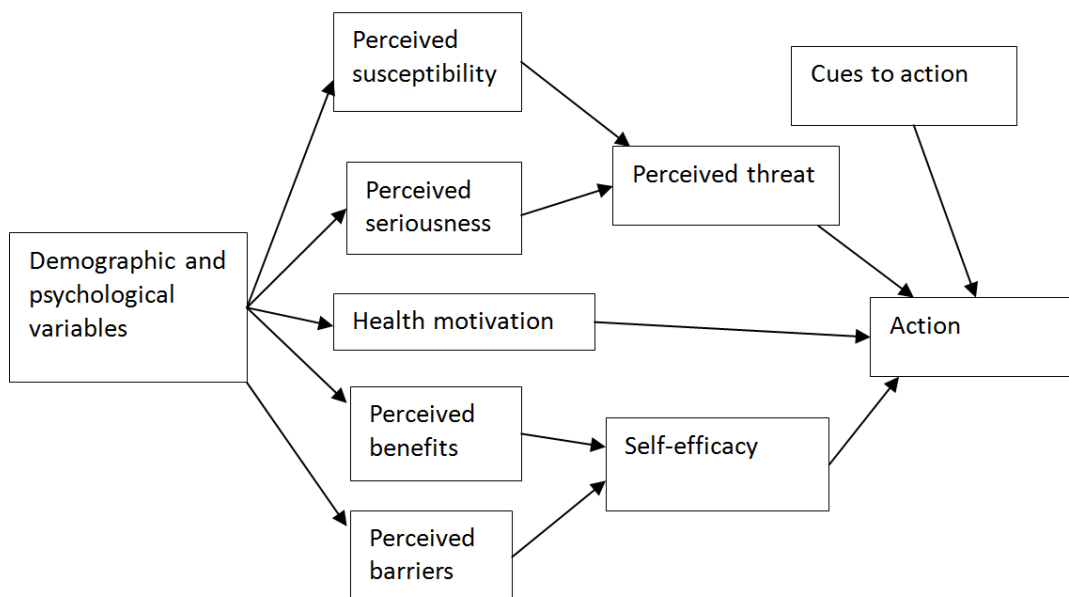 Perceived
susceptibility
Cues to action
Perceived
seriousness
Perceived threat
Demographic and
psychological
variables
Health motivation
Action
Perceived
benefits
Self-efficacy
Perceived
barriers